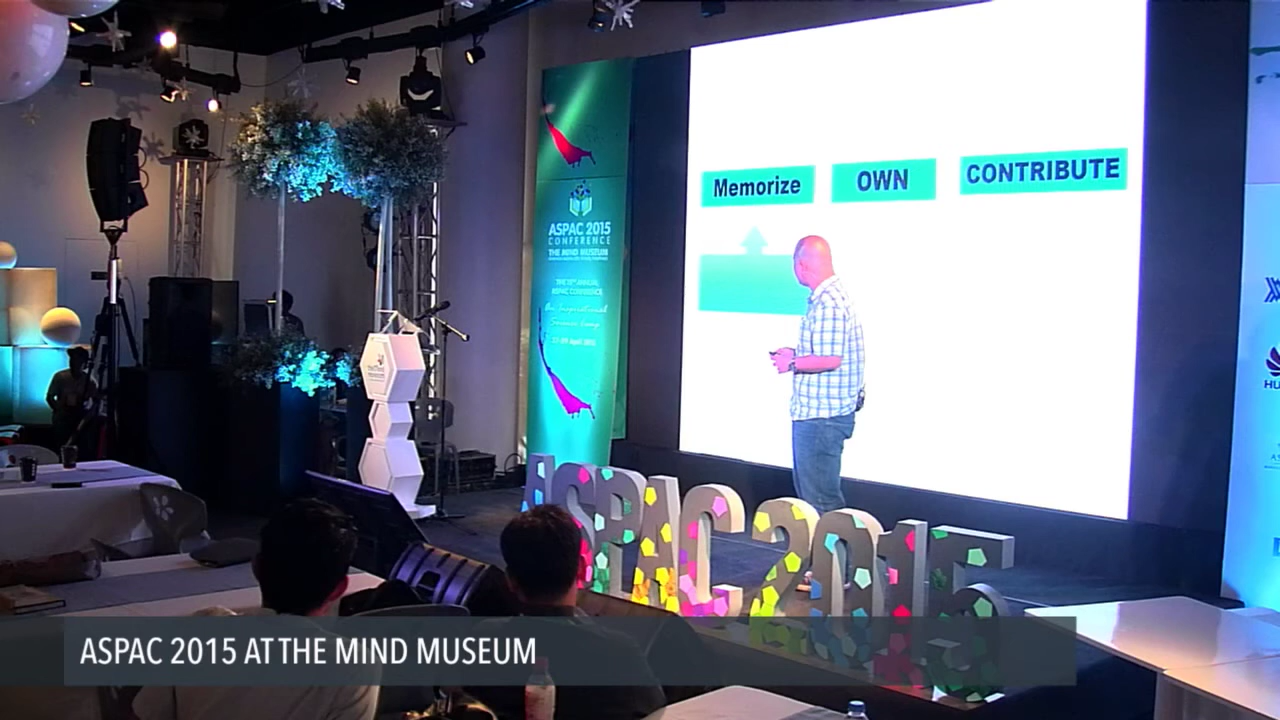 Memorize
OWN
CONTRIBUTE
ASPAC 2015
CONFERENCE
THE MIND MUSEUM
ASPAC 2015
ASPAC 2015 AT THE MIND MUSEUM